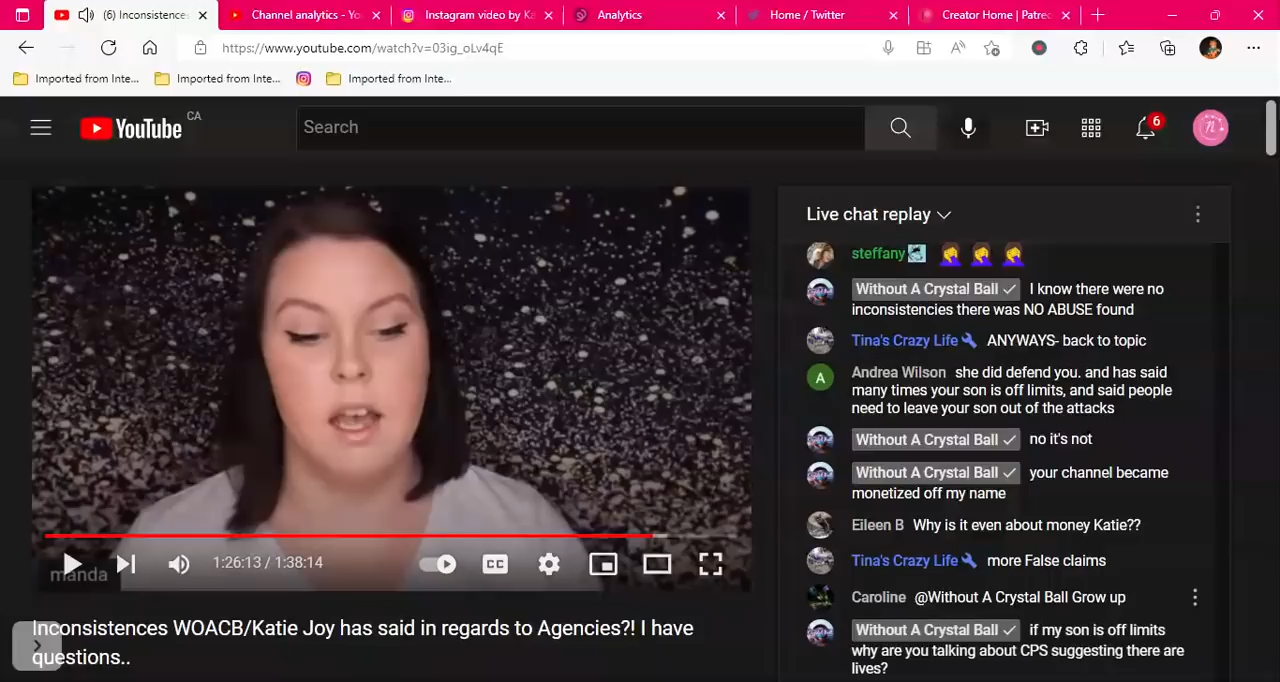 (6) Inconsistences
Channel analytics - Yo
Instagram video by Ka
Analytics
Home / Twitter
Creator Home | Patreo
https://www.youtube.com/watch?v=03ig_oLv4qE
Imported from Inte...
Imported from Inte...
Imported from Inte...
YouTube CA
Search
6
Live chat replay
steffany
Without A Crystal Ball I know there were no
inconsistencies there was NO ABUSE found
Tina's Crazy Life ANYWAYS- back to topic
A
Andrea Wilson she did defend you. and has said
many times your son is off limits, and said people
need to leave your son out of the attacks
Without A Crystal Ball no it's not
Without A Crystal Ball your channel became
monetized off my name
Eileen B Why is it even about money Katie??
Tina's Crazy Life more False claims
Caroline @Without A Crystal Ball Grow up
Without A Crystal Ball if my son is off limits
why are you talking about CPS suggesting there are
lives?
1:26:13 / 1:38:14
CC
manda
Inconsistences WOACB/Katie Joy has said in regards to Agencies?! I have
questions..